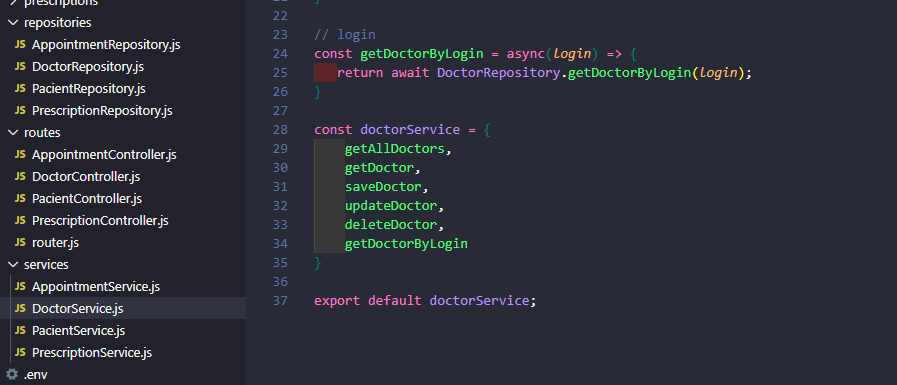 prescriptions
repositories
JS AppointmentRepository.js
JS DoctorRepository.js
JS PacientRepository.js
JS PrescriptionRepository.js
routes
JS AppointmentController.js
JS DoctorController.js
JS PacientController.js
JS PrescriptionController.js
JS router.js
services
JS AppointmentService.js
JS DoctorService.js
JS PacientService.js
JS PrescriptionService.js
.env
21 }
22
23 // login
24 const getDoctorByLogin = async(login) => {
25 return await DoctorRepository.getDoctorByLogin(login);
26 }
27
28 const doctorService = {
29 getAllDoctors,
30 getDoctor,
31 saveDoctor,
32 updateDoctor,
33 deleteDoctor,
34 getDoctorByLogin
35 }
36
37 export default doctorService;